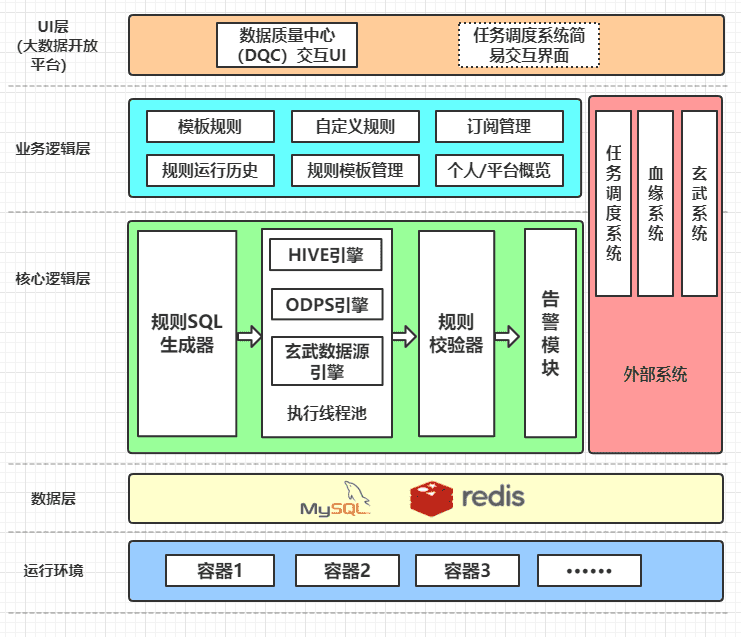 UI层
(大数据开放
平台)
数据质量中心
（DQC）交互UI
任务调度系统简
易交互界面
业务逻辑层
模板规则
自定义规则
订阅管理
规则运行历史
规则模板管理
个人/平台概览
任务调度系统
血缘系统
玄武系统
外部系统
核心逻辑层
规则SQL
生成器
HIVE引擎
ODPS引擎
玄武数据源
引擎
执行线程池
规则
校验器
告警模块
数据层
MySQL
redis
运行环境
容器1
容器2
容器3
······